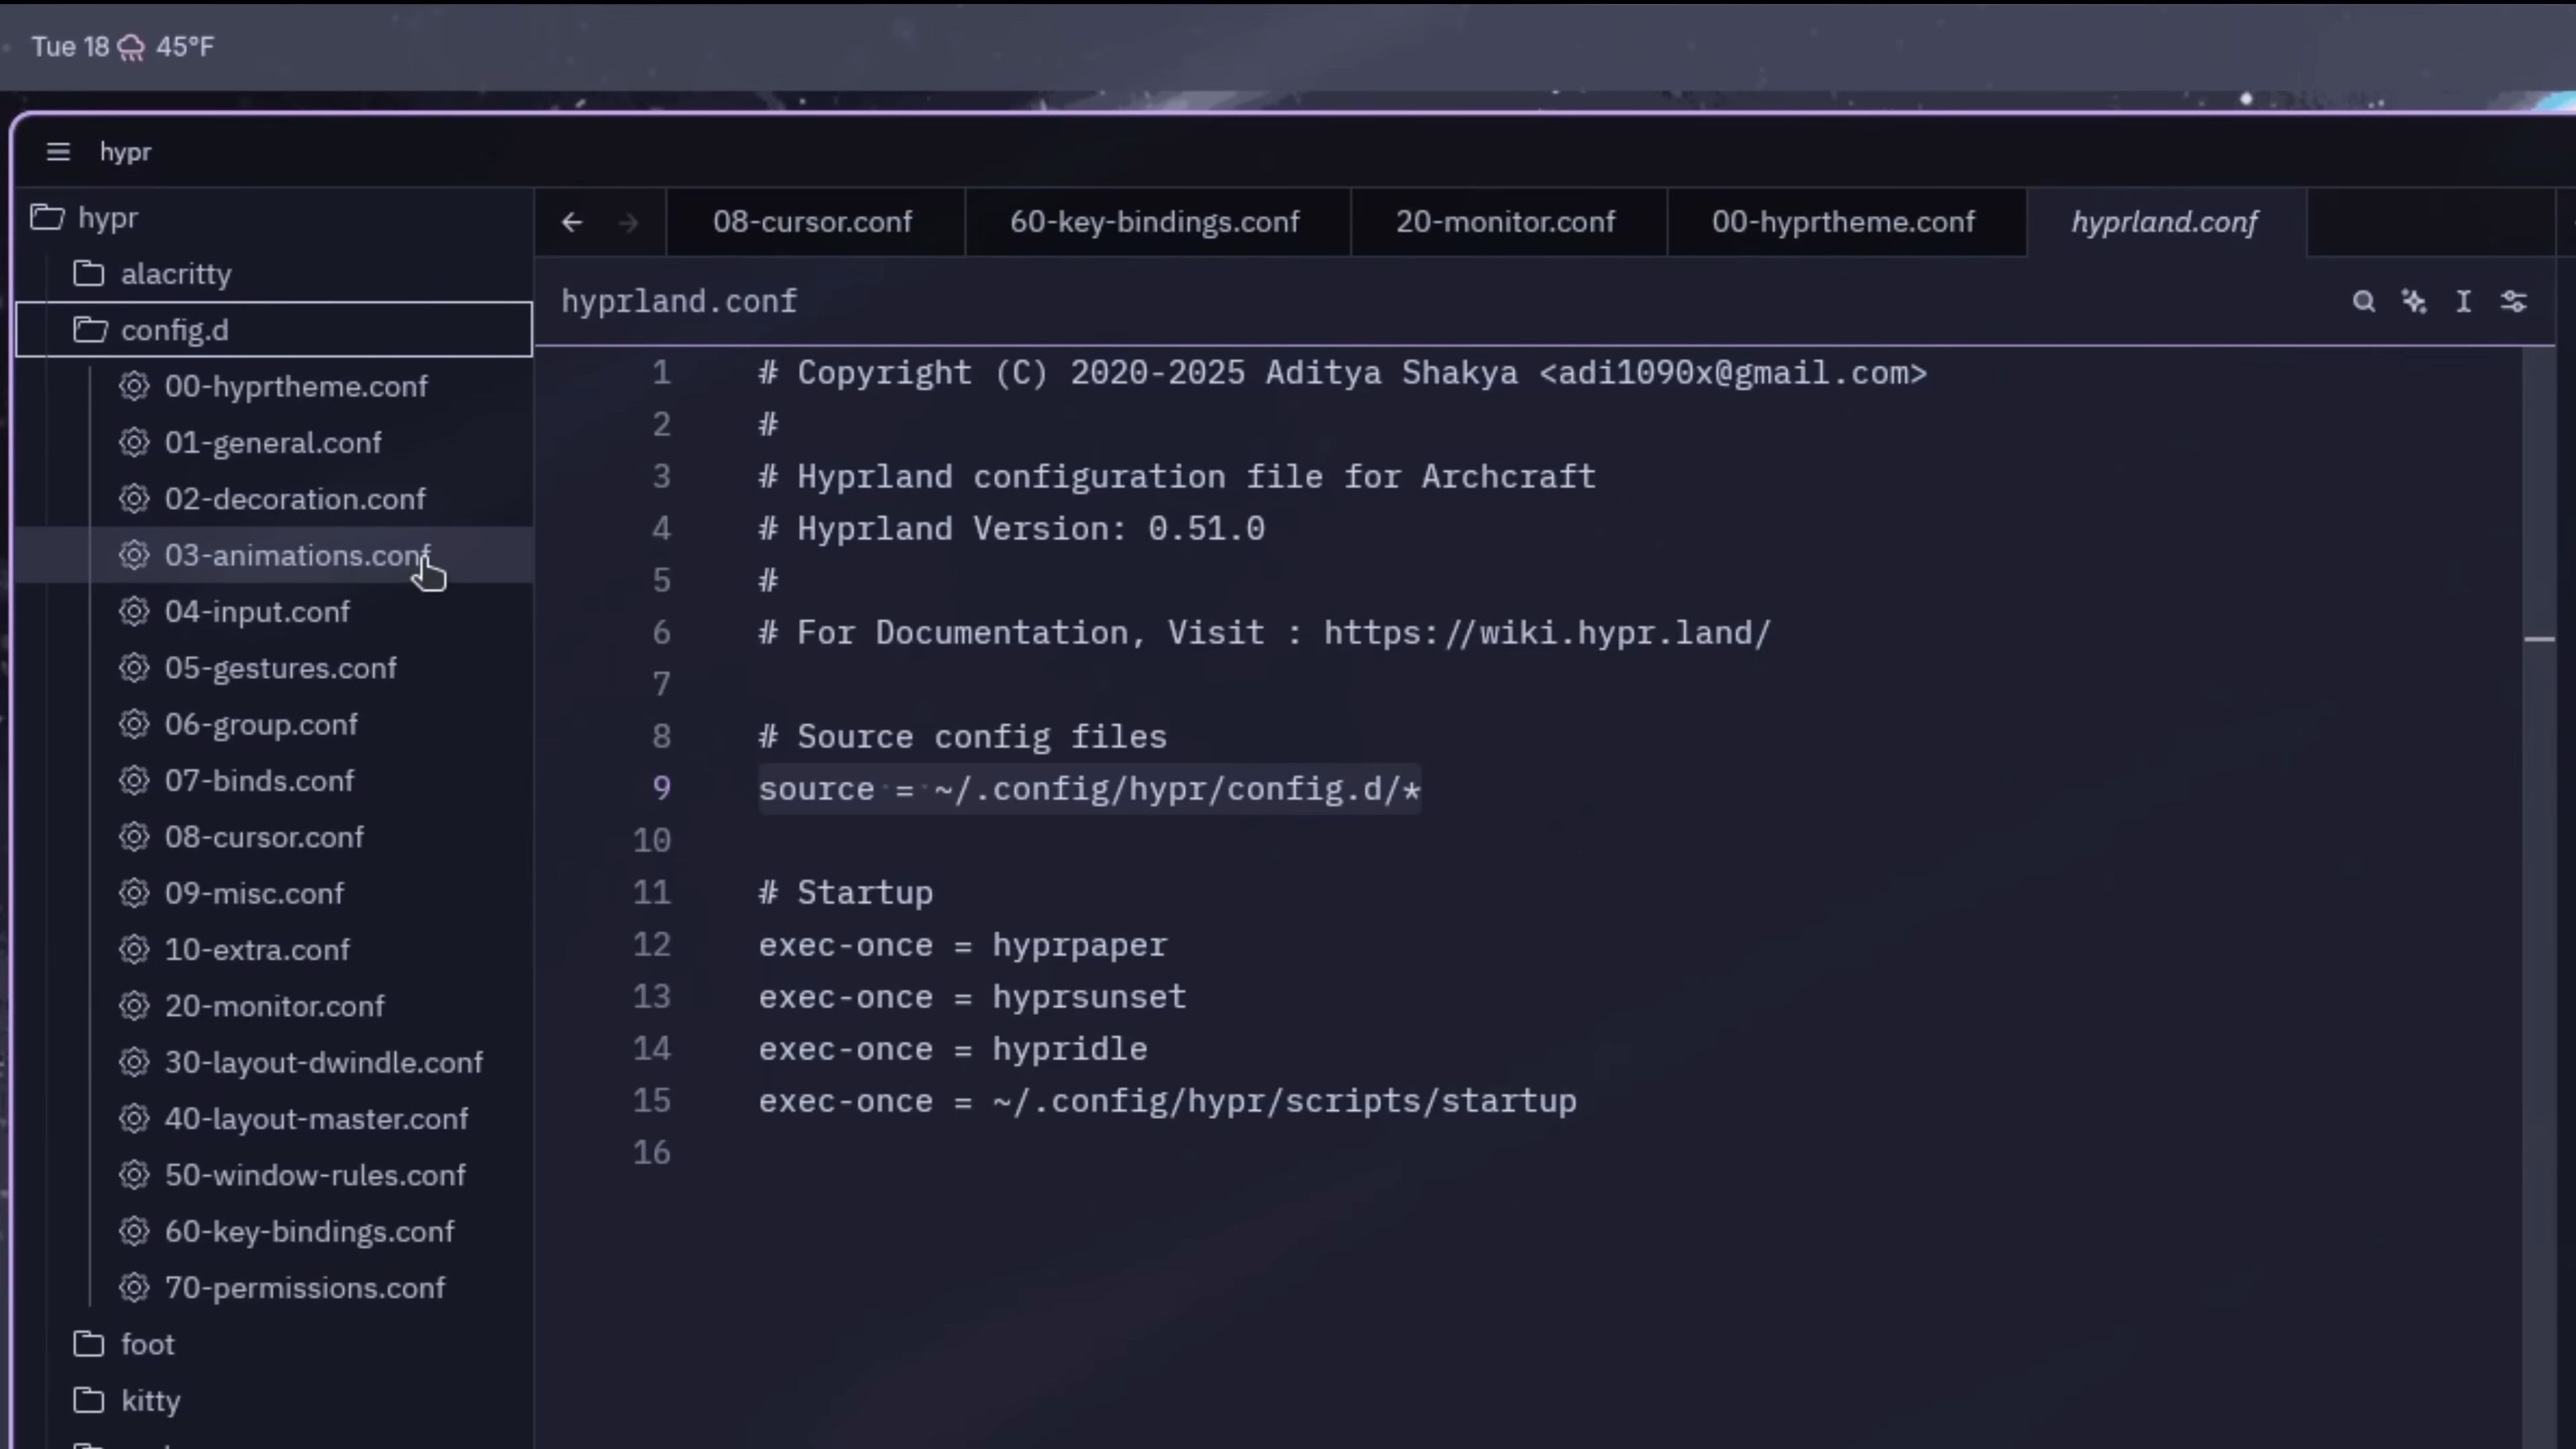 Tue 18 45°F
hypr
hypr
alacritty
config.d
00-hyprtheme.conf
01-general.conf
02-decoration.conf
03-animations.conf
04-input.conf
05-gestures.conf
06-group.conf
07-binds.conf
08-cursor.conf
09-misc.conf
10-extra.conf
20-monitor.conf
30-layout-dwindle.conf
40-layout-master.conf
50-window-rules.conf
60-key-bindings.conf
70-permissions.conf
foot
kitty
08-cursor.conf 60-key-bindings.conf 20-monitor.conf 00-hyprtheme.conf hyprland.conf
hyprland.conf
1 # Copyright (C) 2020-2025 Aditya Shakya <adi1090x@gmail.com>
2 #
3 # Hyprland configuration file for Archcraft
4 # Hyprland Version: 0.51.0
5 #
6 # For Documentation, Visit : https://wiki.hypr.land/
7
8 # Source config files
9 source = ~/.config/hypr/config.d/*
10
11 # Startup
12 exec-once = hyprpaper
13 exec-once = hyprsunset
14 exec-once = hypridle
15 exec-once = ~/.config/hypr/scripts/startup
16